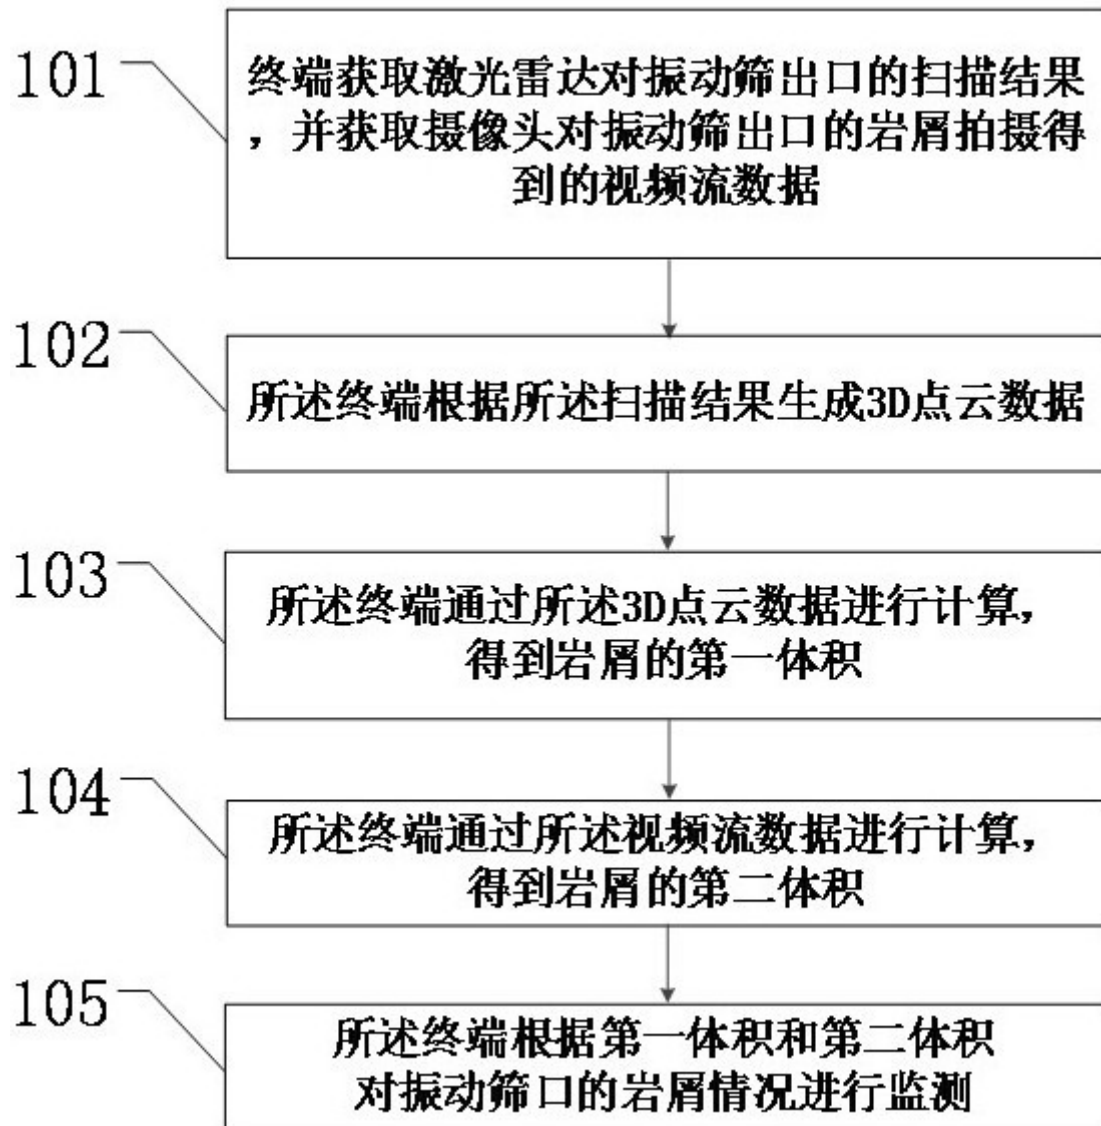 101
终端获取激光雷达对振动筛出口的扫描结果
，并获取摄像头对振动筛出口的岩屑拍摄得
到的视频流数据
102
所述终端根据所述扫描结果生成3D点云数据
103
所述终端通过所述3D点云数据进行计算，
得到岩屑的第一体积
104
所述终端通过所述视频流数据进行计算，
得到岩屑的第二体积
105
所述终端根据第一体积和第二体积
对振动筛口的岩屑情况进行监测